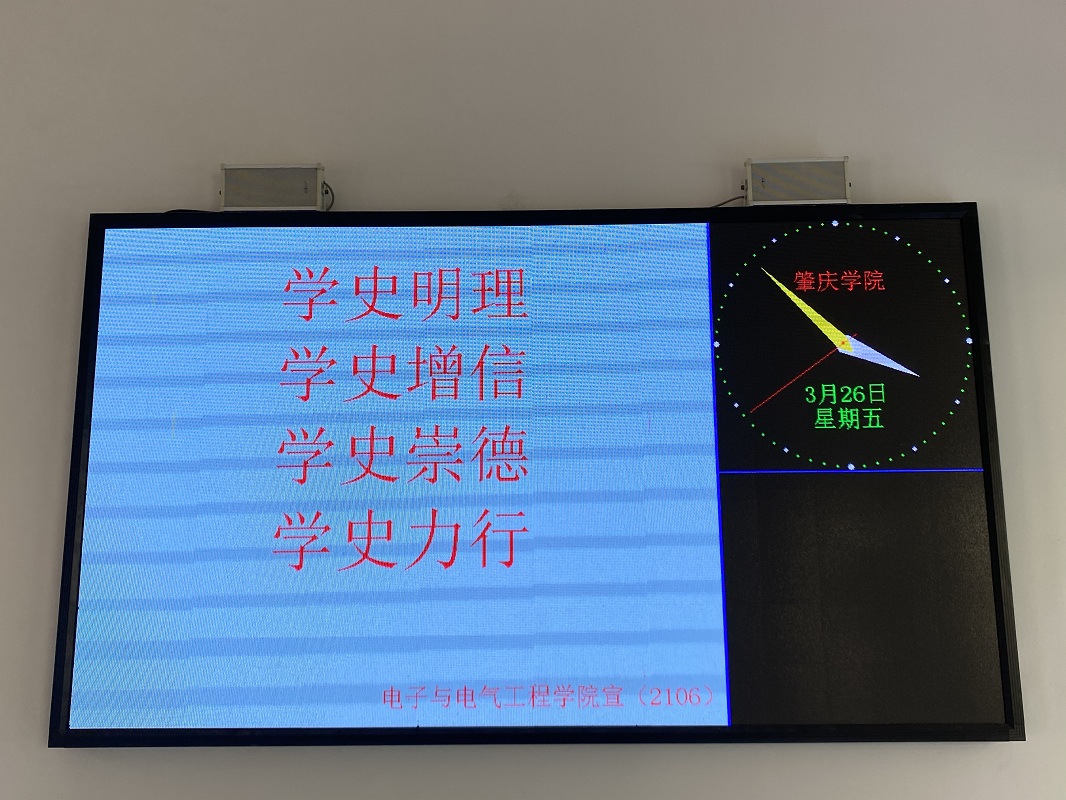 学史明理
学史增信
学史崇德
学史力行
电子与电气工程学院宣（2106）
肇庆学院
3月26日
星期五